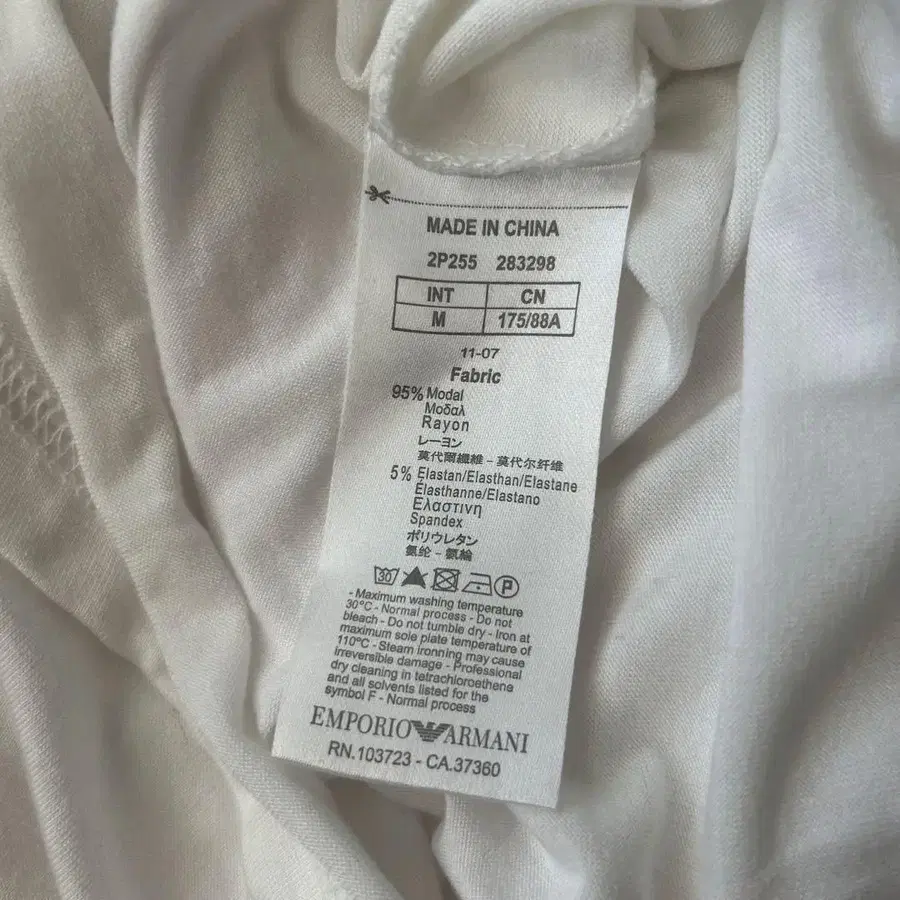 MADE IN CHINA
2P255 283298
INT CN
M 175/88A
11-07
Fabric
95% Modal
Μοδαλ
Rayon
レーヨン
莫代爾纖維 - 莫代尔纤维
5% Elastan/Elasthan/Elastane
Élasthanne/Elastano
Ελαστινη
Spandex
ポリウレタン
氨纶 - 氨綸
30 P
- Maximum washing temperature
30°C - Normal process - Do not
bleach - Do not tumble dry - Iron at
maximum sole plate temperature of
110°C - Steam ironning may cause
irreversible damage - Professional
dry cleaning in tetrachloroethene
and all solvents listed for the
symbol F - Normal process
EMPORIO ARMANI
RN.103723 - CA.37360